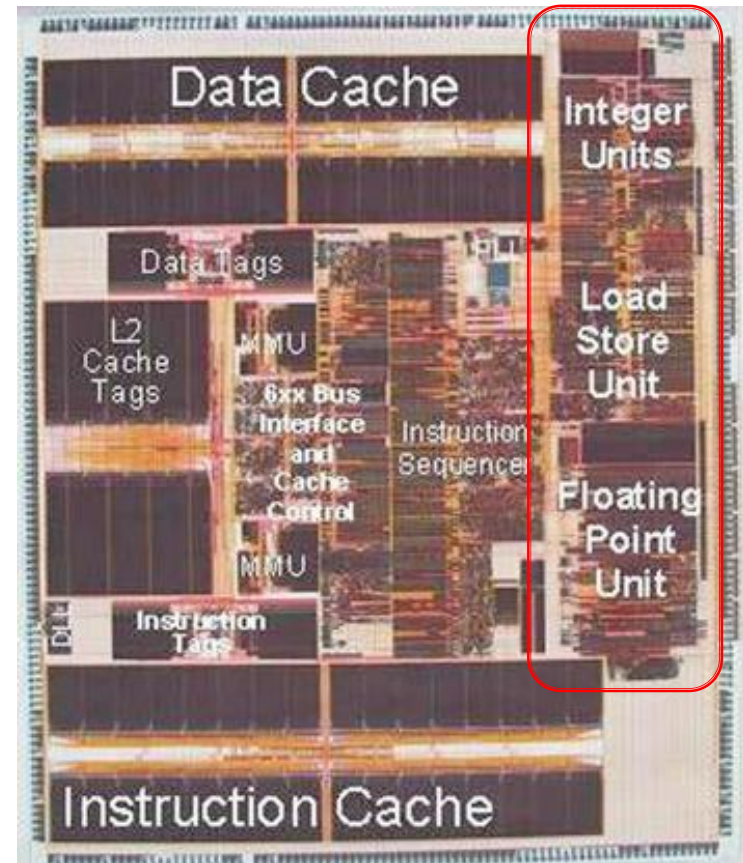 Data Cache
Integer
Units
Data Tags
L2
Cache
Tags
MMU
Load
Store
Unit
6xx Bus
Interface
and
Cache
Control
Instruction
Sequencer
Floating
Point
Unit
MMU
DLL
Instruction
Tags
Instruction Cache